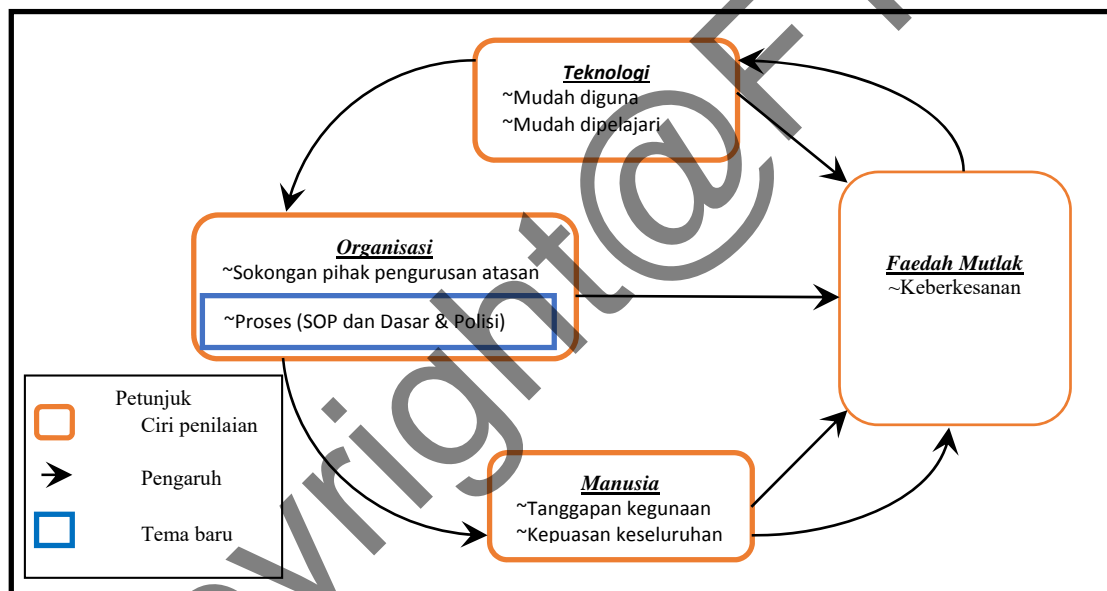 Teknologi
~Mudah diguna
~Mudah dipelajari
Organisasi
~Sokongan pihak pengurusan atasan
~Proses (SOP dan Dasar & Polisi)
Faedah Mutlak
~Keberkesanan
Manusia
~Tanggapan kegunaan
~Kepuasan keseluruhan
Petunjuk
Ciri penilaian
Pengaruh
Tema baru